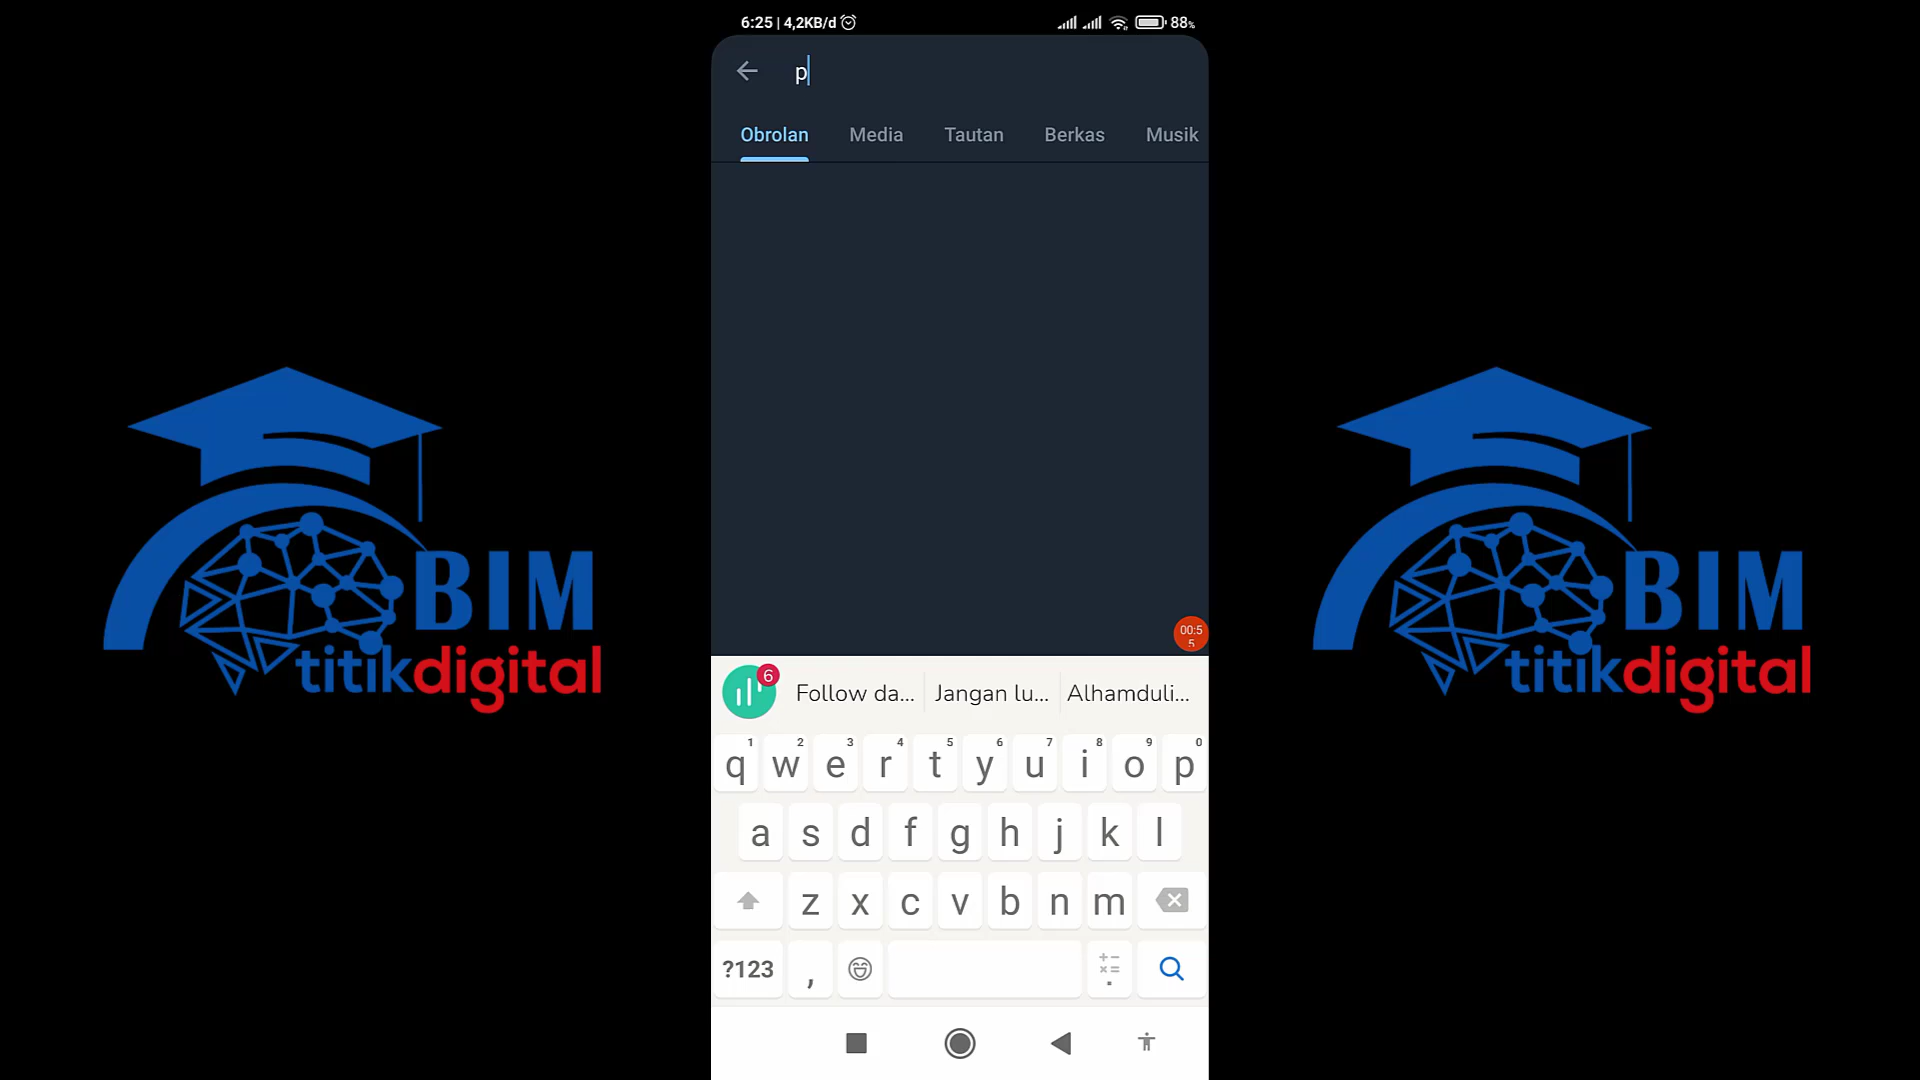 6:25 | 4,2KB/d
88%
p
Obrolan Media Tautan Berkas Musik
00:5
5
6
Follow da... Jangan lu... Alhamduli...
1 2 3 4 5 6 7 8 9 0
q w e r t y u i o p
a s d f g h j k l
z x c v b n m
?123 , .
BIM
titikdigital
BIM
titikdigital